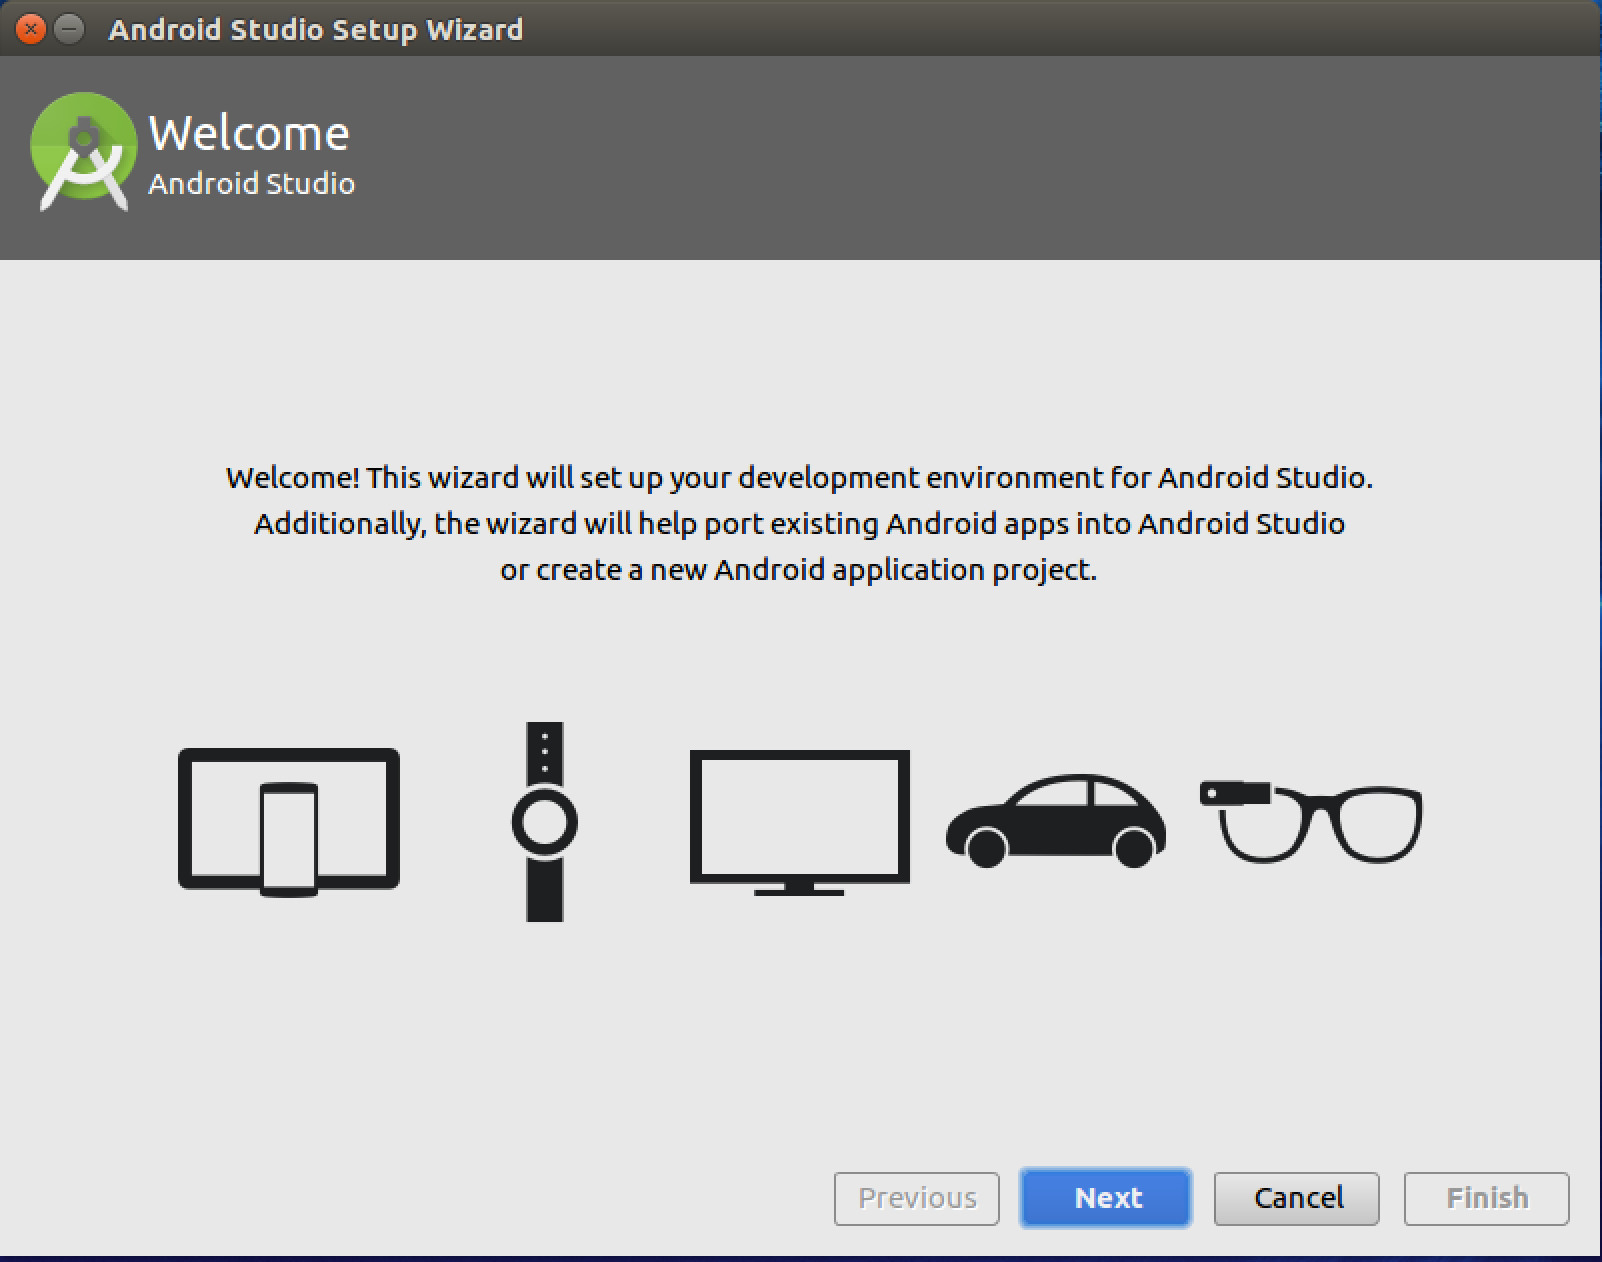 Android Studio Setup Wizard
Welcome
Android Studio
Welcome! This wizard will set up your development environment for Android Studio.
Additionally, the wizard will help port existing Android apps into Android Studio
or create a new Android application project.
Previous Next Cancel Finish